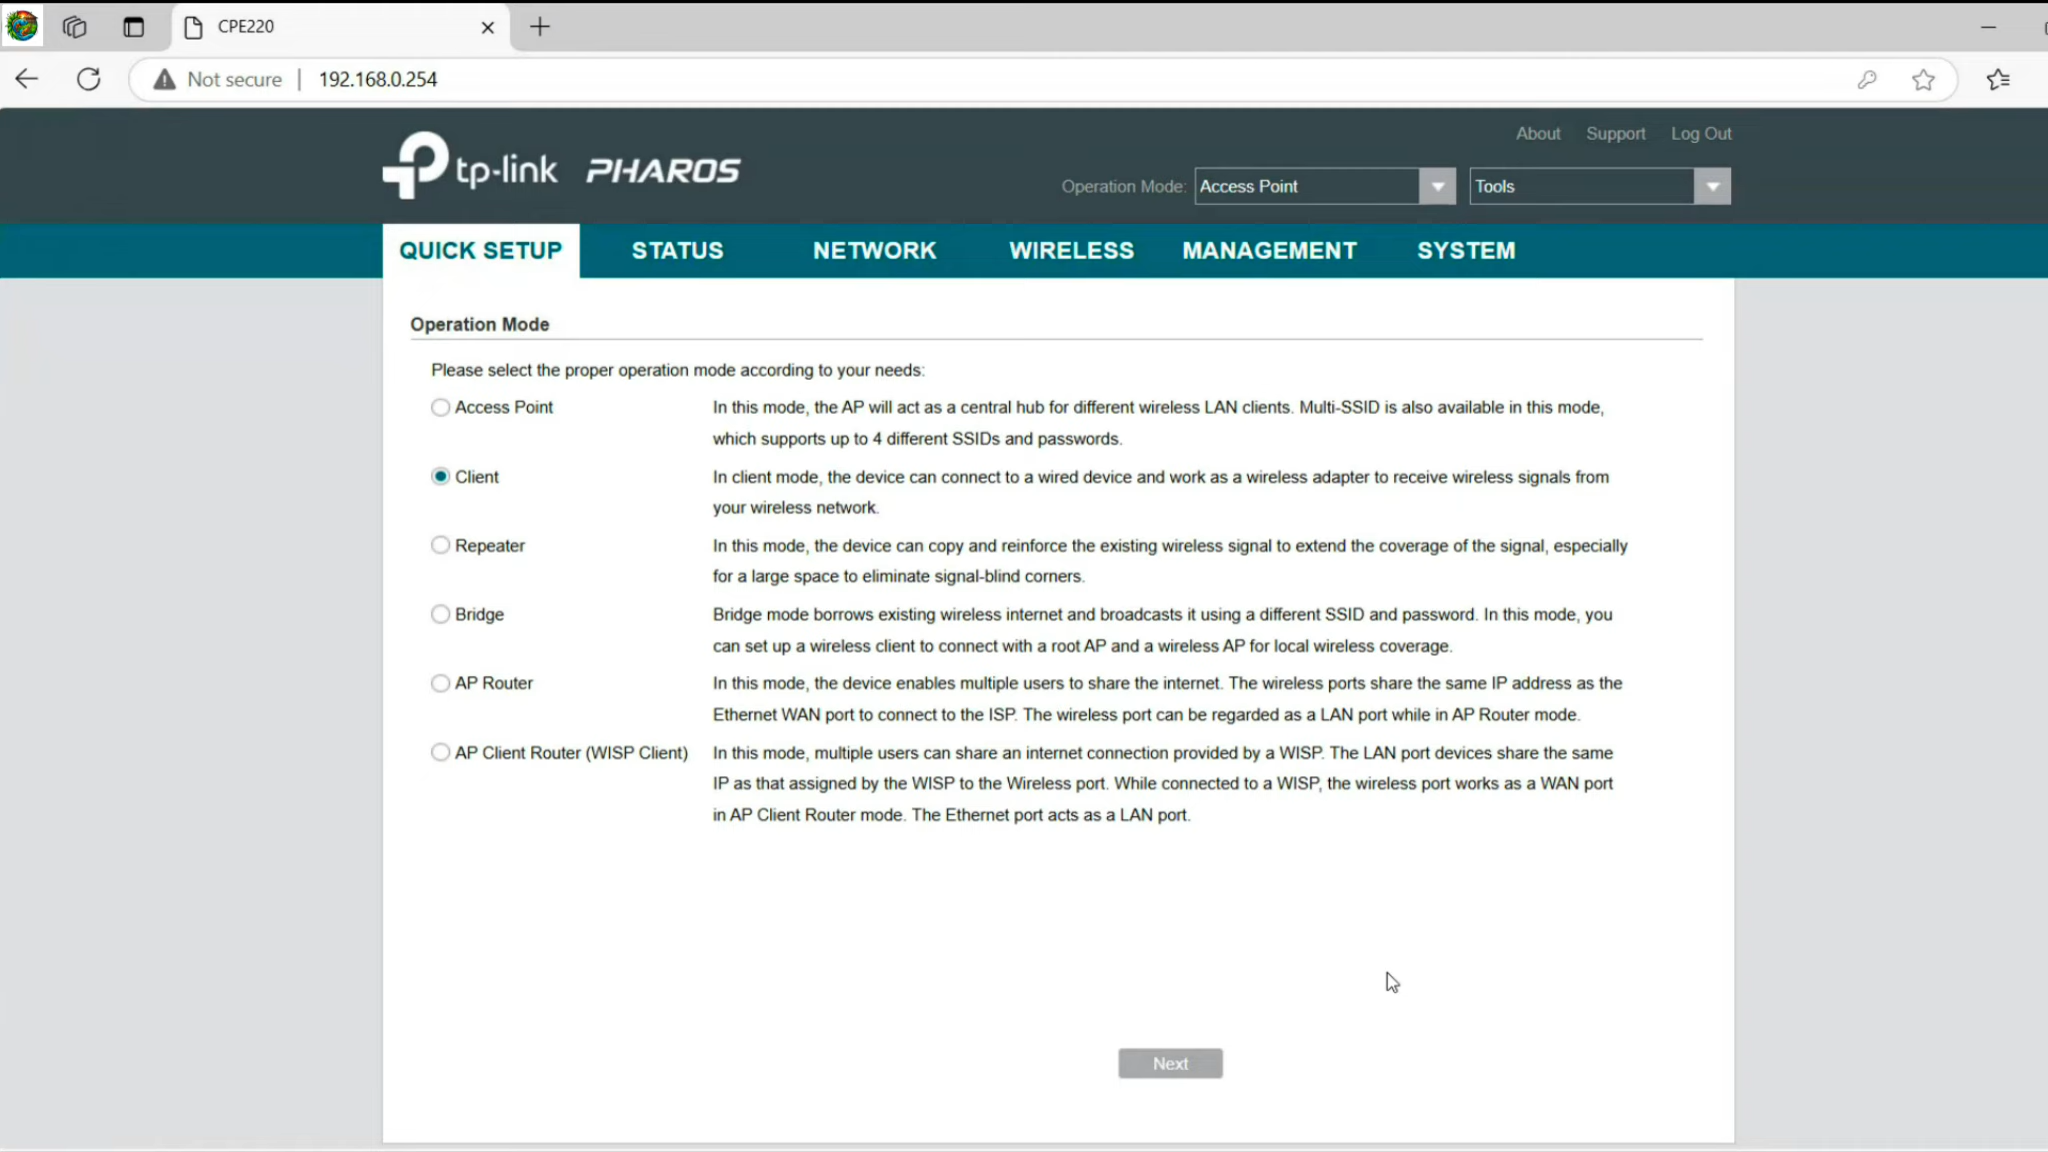 CPE220
Not secure | 192.168.0.254
About Support Log Out
tp-link PHAROS
Operation Mode: Access Point Tools
QUICK SETUP STATUS NETWORK WIRELESS MANAGEMENT SYSTEM
Operation Mode
Please select the proper operation mode according to your needs:
Access Point In this mode, the AP will act as a central hub for different wireless LAN clients. Multi-SSID is also available in this mode,
which supports up to 4 different SSIDs and passwords.
Client In client mode, the device can connect to a wired device and work as a wireless adapter to receive wireless signals from
your wireless network.
Repeater In this mode, the device can copy and reinforce the existing wireless signal to extend the coverage of the signal, especially
for a large space to eliminate signal-blind corners.
Bridge Bridge mode borrows existing wireless internet and broadcasts it using a different SSID and password. In this mode, you
can set up a wireless client to connect with a root AP and a wireless AP for local wireless coverage.
AP Router In this mode, the device enables multiple users to share the internet. The wireless ports share the same IP address as the
Ethernet WAN port to connect to the ISP. The wireless port can be regarded as a LAN port while in AP Router mode.
AP Client Router (WISP Client) In this mode, multiple users can share an internet connection provided by a WISP. The LAN port devices share the same
IP as that assigned by the WISP to the Wireless port. While connected to a WISP, the wireless port works as a WAN port
in AP Client Router mode. The Ethernet port acts as a LAN port.
Next